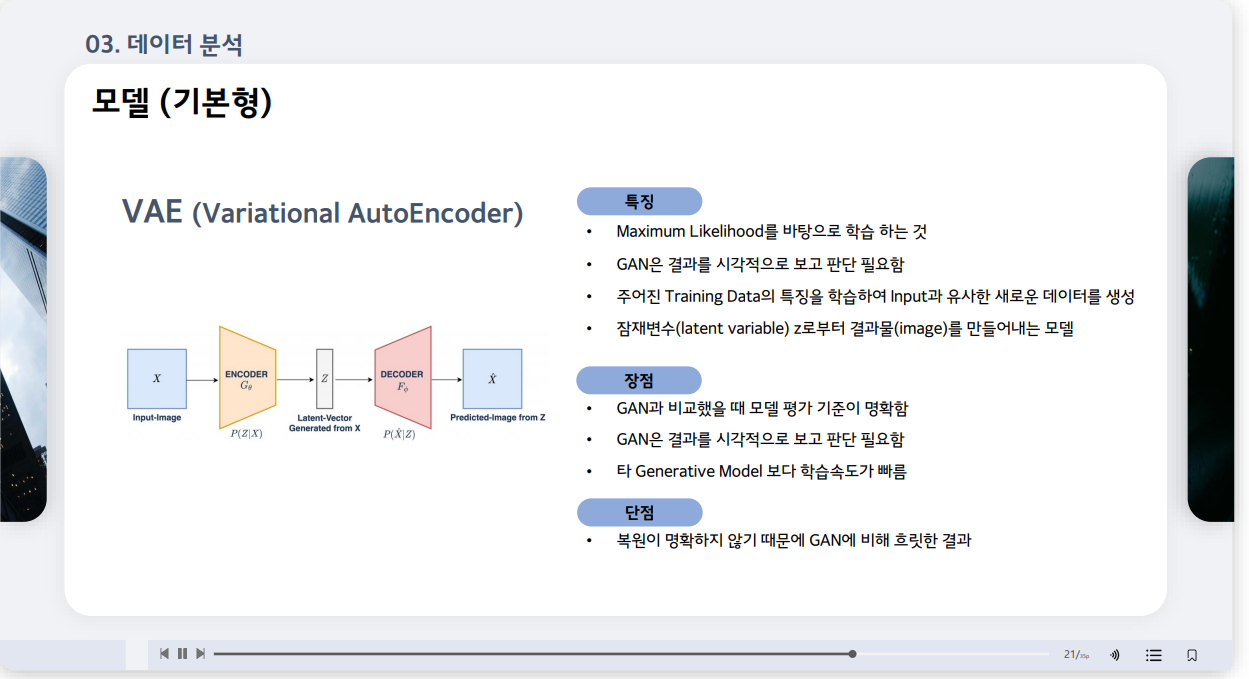 03. 데이터 분석
모델 (기본형)
VAE (Variational AutoEncoder)
X
Input-Image
ENCODER
G_θ
P(Z|X)
Z
Latent-Vector
Generated from X
DECODER
F_ϕ
P(X̂|Z)
X̂
Predicted-Image from Z
특징
• Maximum Likelihood를 바탕으로 학습 하는 것
• GAN은 결과를 시각적으로 보고 판단 필요함
• 주어진 Training Data의 특징을 학습하여 Input과 유사한 새로운 데이터를 생성
• 잠재변수(latent variable) z로부터 결과물(image)를 만들어내는 모델
장점
• GAN과 비교했을 때 모델 평가 기준이 명확함
• GAN은 결과를 시각적으로 보고 판단 필요함
• 타 Generative Model 보다 학습속도가 빠름
단점
• 복원이 명확하지 않기 때문에 GAN에 비해 흐릿한 결과
21/35p